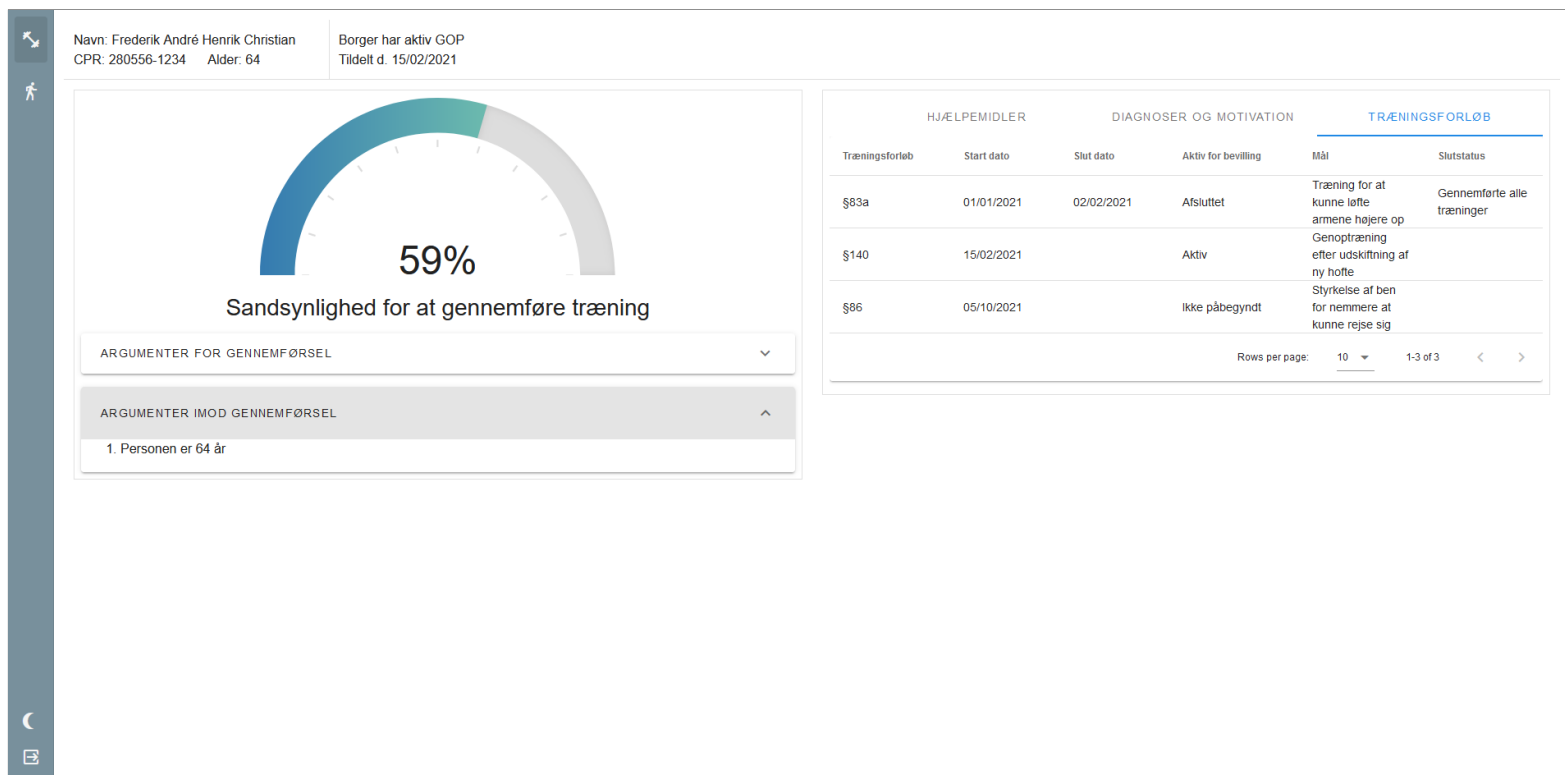 Navn: Frederik André Henrik Christian
CPR: 280556-1234 Alder: 64
Borger har aktiv GOP
Tildelt d. 15/02/2021
59%
Sandsynlighed for at gennemføre træning
ARGUMENTER FOR GENNEMFØRSEL
ARGUMENTER IMOD GENNEMFØRSEL
1. Personen er 64 år
HJÆLPEMIDLER DIAGNOSER OG MOTIVATION TRÆNINGSFORLØB
Træningsforløb Start dato Slut dato Aktiv for bevilling Mål Slutstatus
§83a 01/01/2021 02/02/2021 Afsluttet
Træning for at
kunne løfte
armene højere op
Gennemførte alle
træninger
§140 15/02/2021 Aktiv
Genoptræning
efter udskiftning af
ny hofte
§86 05/10/2021 Ikke påbegyndt
Styrkelse af ben
for nemmere at
kunne rejse sig
Rows per page: 10 1-3 of 3